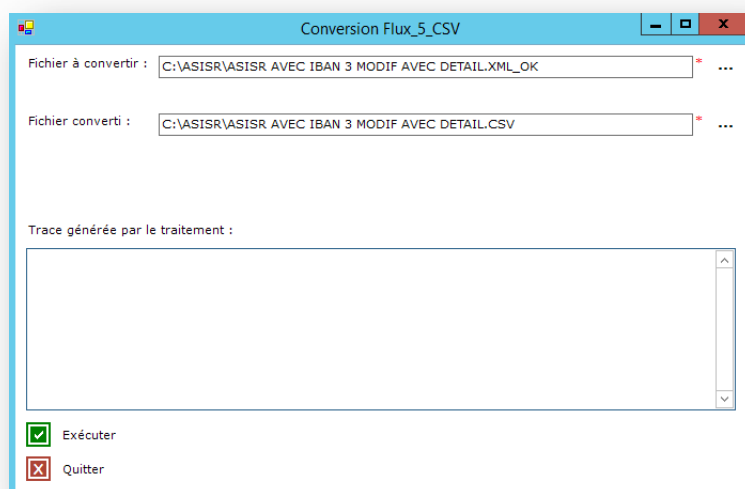 Conversion Flux_5_CSV
Fichier à convertir : C:\ASISR\ASISR AVEC IBAN 3 MODIF AVEC DETAIL.XML_OK * ...
Fichier converti : C:\ASISR\ASISR AVEC IBAN 3 MODIF AVEC DETAIL.CSV * ...
Trace générée par le traitement :
Exécuter
Quitter